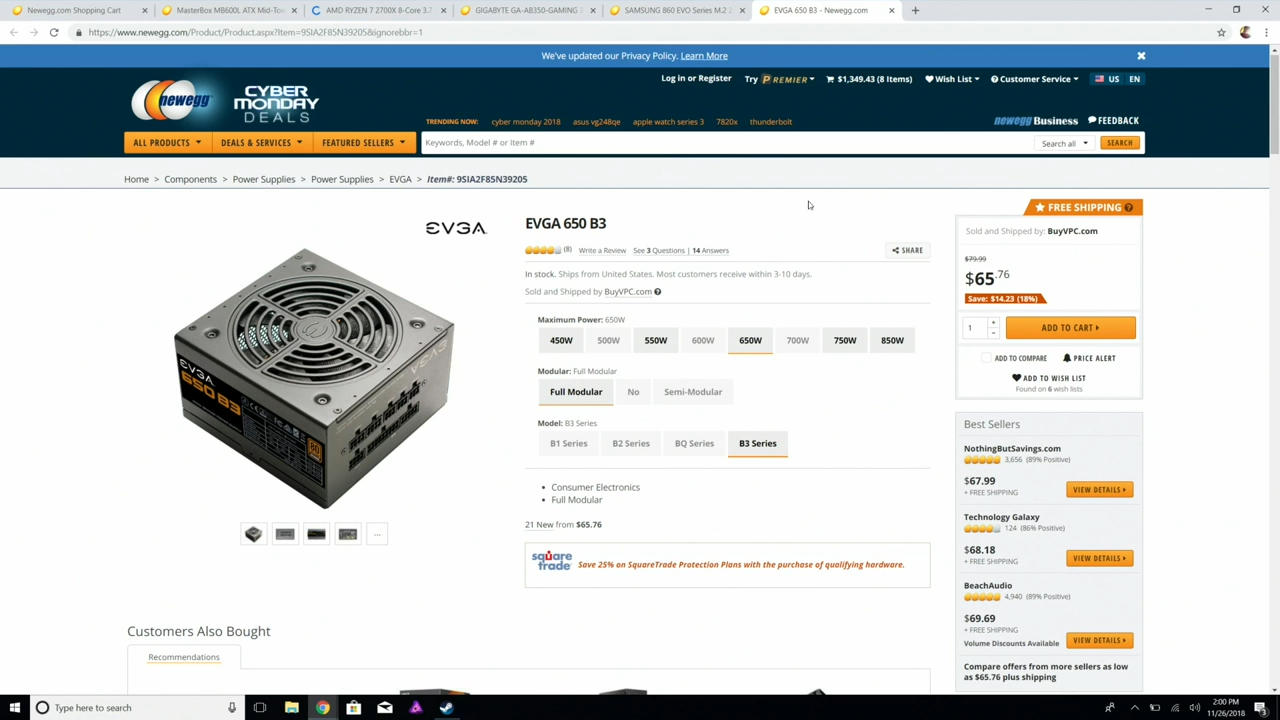 Newegg.com Shopping Cart
MasterBox MB600L ATX Mid-Tow
AMD RYZEN 7 2700X 8-Core 3.7
GIGABYTE GA-AB350-GAMING 3
SAMSUNG 860 EVO Series M.2 2
EVGA 650 B3 - Newegg.com
https://www.newegg.com/Product/Product.aspx?Item=9SIA2F85N39205&ignorebbr=1
We've updated our Privacy Policy. Learn More
newegg
CYBER
MONDAY
DEALS
Log in or Register
Try PREMIER
$1,349.43 (8 Items)
Wish List
Customer Service
US
EN
TRENDING NOW:
cyber monday 2018
asus vg248qe
apple watch series 3
7820x
thunderbolt
newegg Business
FEEDBACK
ALL PRODUCTS
DEALS & SERVICES
FEATURED SELLERS
Keywords, Model # or Item #
Search all
SEARCH
Home > Components > Power Supplies > Power Supplies > EVGA > Item#: 9SIA2F85N39205
EVGA
EVGA
650 B3
EVGA
EVGA 650 B3
(8) Write a Review See 3 Questions | 14 Answers
SHARE
In stock. Ships from United States. Most customers receive within 3-10 days.
Sold and Shipped by BuyVPC.com
Maximum Power: 650W
450W 500W 550W 600W 650W 700W 750W 850W
Modular: Full Modular
Full Modular No Semi-Modular
Model: B3 Series
B1 Series B2 Series BQ Series B3 Series
Consumer Electronics
Full Modular
21 New from $65.76
square trade
Save 25% on SquareTrade Protection Plans with the purchase of qualifying hardware.
...
FREE SHIPPING
Sold and Shipped by: BuyVPC.com
$79.99
$65.76
Save: $14.23 (18%)
1
ADD TO CART
ADD TO COMPARE
PRICE ALERT
ADD TO WISH LIST
Found on 6 wish lists
Best Sellers
NothingButSavings.com
3,656 (89% Positive)
$67.99
+ FREE SHIPPING
VIEW DETAILS
Technology Galaxy
124 (86% Positive)
$68.18
+ FREE SHIPPING
VIEW DETAILS
BeachAudio
4,940 (89% Positive)
$69.69
+ FREE SHIPPING
Volume Discounts Available
VIEW DETAILS
Compare offers from more sellers as low
as $65.76 plus shipping
Customers Also Bought
Recommendations
Type here to search
2:00 PM
11/26/2018
3